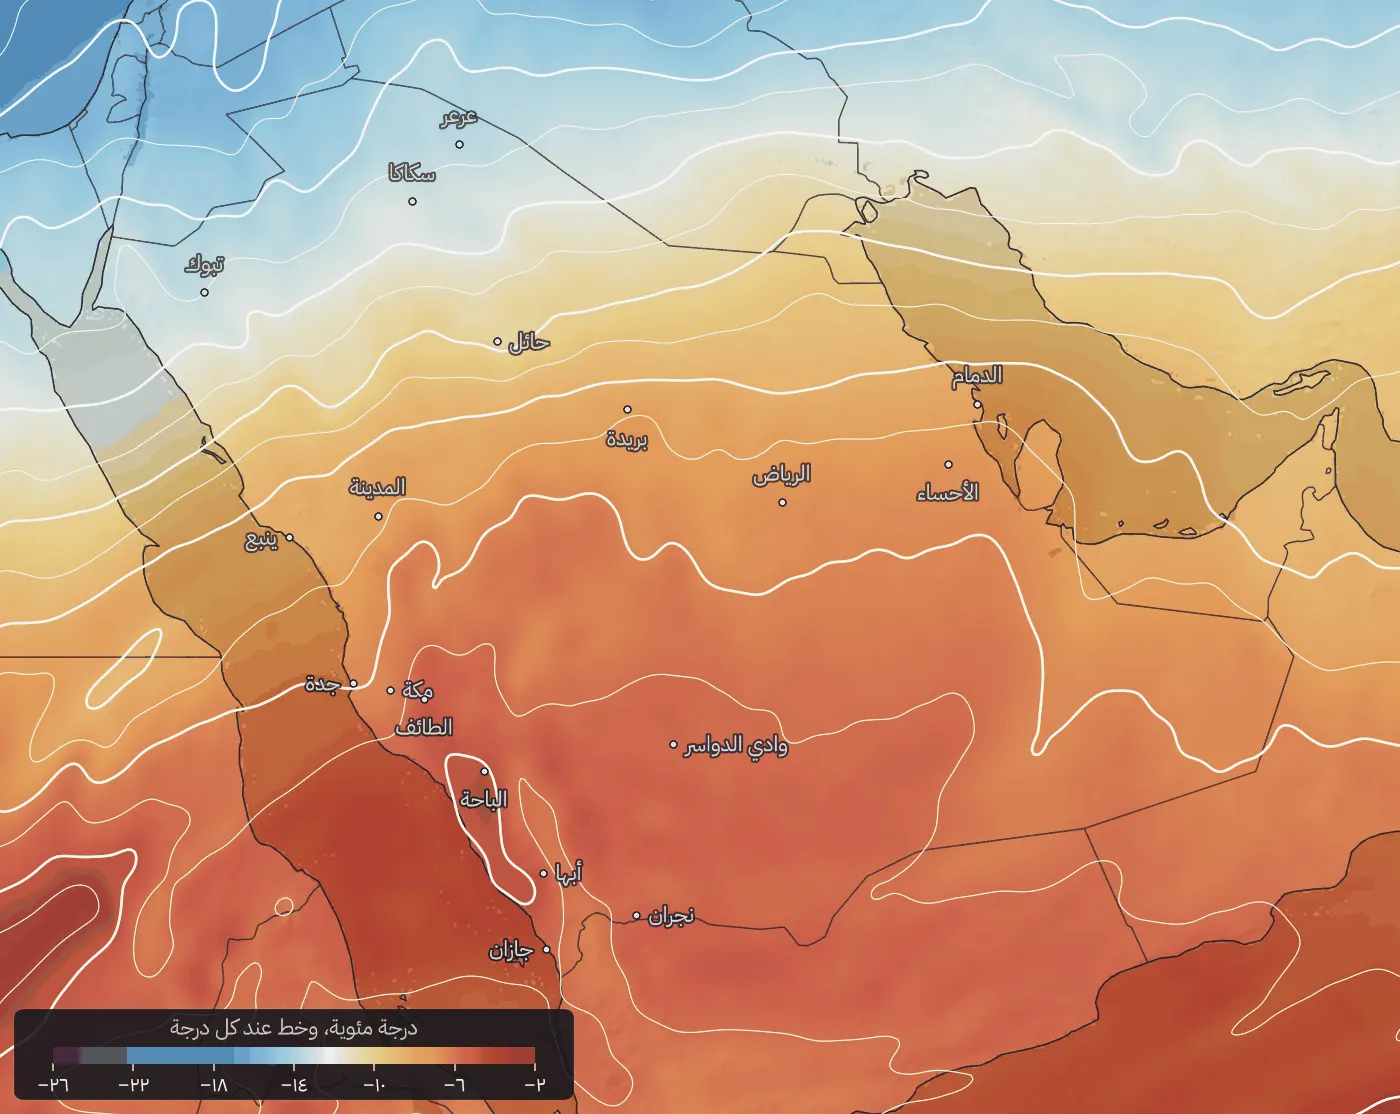 عرعر
سكاكا
تبوك
حائل
الدمام
بريدة
الرياض
الأحساء
المدينة
ينبع
جدة
مكة
الطائف
وادي الدواسر
الباحة
أبها
نجران
جازان
درجة مئوية، وخط عند كل درجة
−٢٦ −٢٢ −١٨ −١٤ −١٠ −٦ −٢